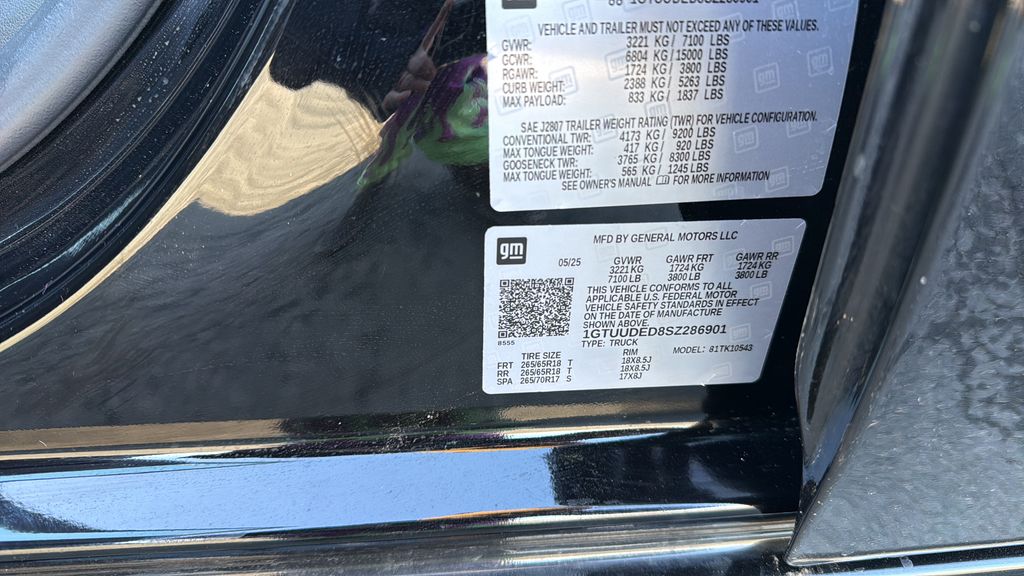 1GTUUDED8SZ286901
VEHICLE AND TRAILER MUST NOT EXCEED ANY OF THESE VALUES.
GVWR: 3221 KG / 7100 LBS
GCWR: 6804 KG / 15000 LBS
RGAWR: 1724 KG / 3800 LBS
CURB WEIGHT: 2388 KG / 5263 LBS
MAX PAYLOAD: 833 KG / 1837 LBS
SAE J2807 TRAILER WEIGHT RATING (TWR) FOR VEHICLE CONFIGURATION.
CONVENTIONAL TWR: 4173 KG / 9200 LBS
MAX TONGUE WEIGHT: 417 KG / 920 LBS
GOOSENECK TWR: 3765 KG / 8300 LBS
MAX TONGUE WEIGHT: 565 KG / 1245 LBS
SEE OWNER'S MANUAL FOR MORE INFORMATION
gm
MFD BY GENERAL MOTORS LLC
05/25 GVWR GAWR FRT GAWR RR
3221 KG 1724 KG 1724 KG
7100 LB 3800 LB 3800 LB
THIS VEHICLE CONFORMS TO ALL
APPLICABLE U.S. FEDERAL MOTOR
VEHICLE SAFETY STANDARDS IN EFFECT
ON THE DATE OF MANUFACTURE
SHOWN ABOVE.
1GTUUDED8SZ286901
TYPE: TRUCK
8555
MODEL: 81TK10543
TIRE SIZE RIM
FRT 265/65R18 T 18X8.5J
RR 265/65R18 T 18X8.5J
SPA 265/70R17 S 17X8J